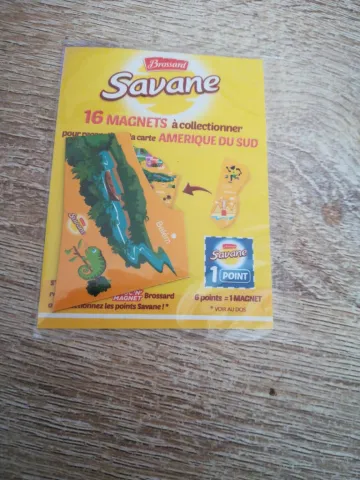 Brossard
Savane
16 MAGNETS à collectionner
pour la carte AMERIQUE DU SUD
Savane
Savane
1 POINT
MAGNET Brossard
6 points = 1 MAGNET
les points Savane ! *
* VOIR AU DOS